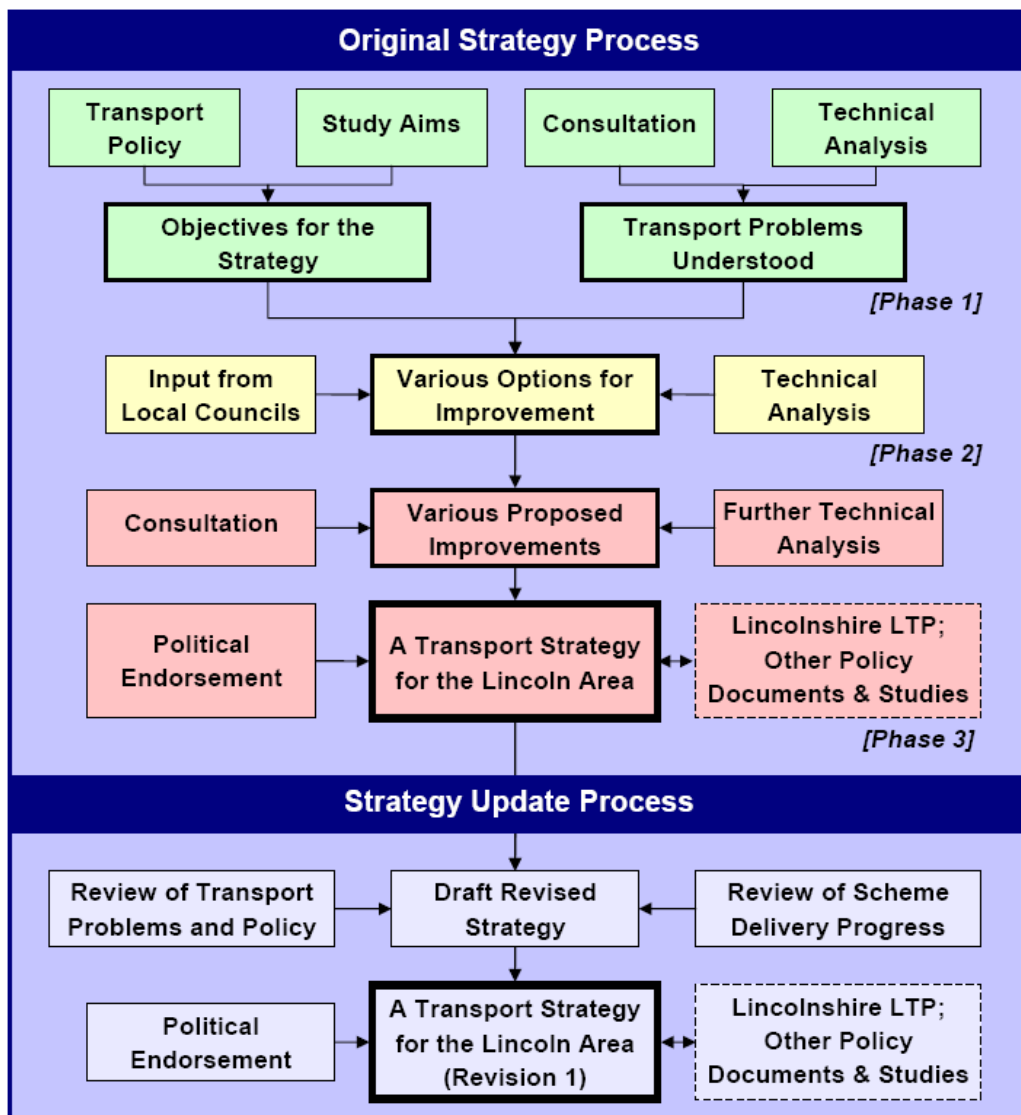 Original Strategy Process
Transport
Policy
Study Aims
Consultation
Technical
Analysis
Objectives for the
Strategy
Transport Problems
Understood
[Phase 1]
Input from
Local Councils
Various Options for
Improvement
Technical
Analysis
[Phase 2]
Consultation
Various Proposed
Improvements
Further Technical
Analysis
Political
Endorsement
A Transport Strategy
for the Lincoln Area
Lincolnshire LTP;
Other Policy
Documents & Studies
[Phase 3]
Strategy Update Process
Review of Transport
Problems and Policy
Draft Revised
Strategy
Review of Scheme
Delivery Progress
Political
Endorsement
A Transport Strategy
for the Lincoln Area
(Revision 1)
Lincolnshire LTP;
Other Policy
Documents & Studies